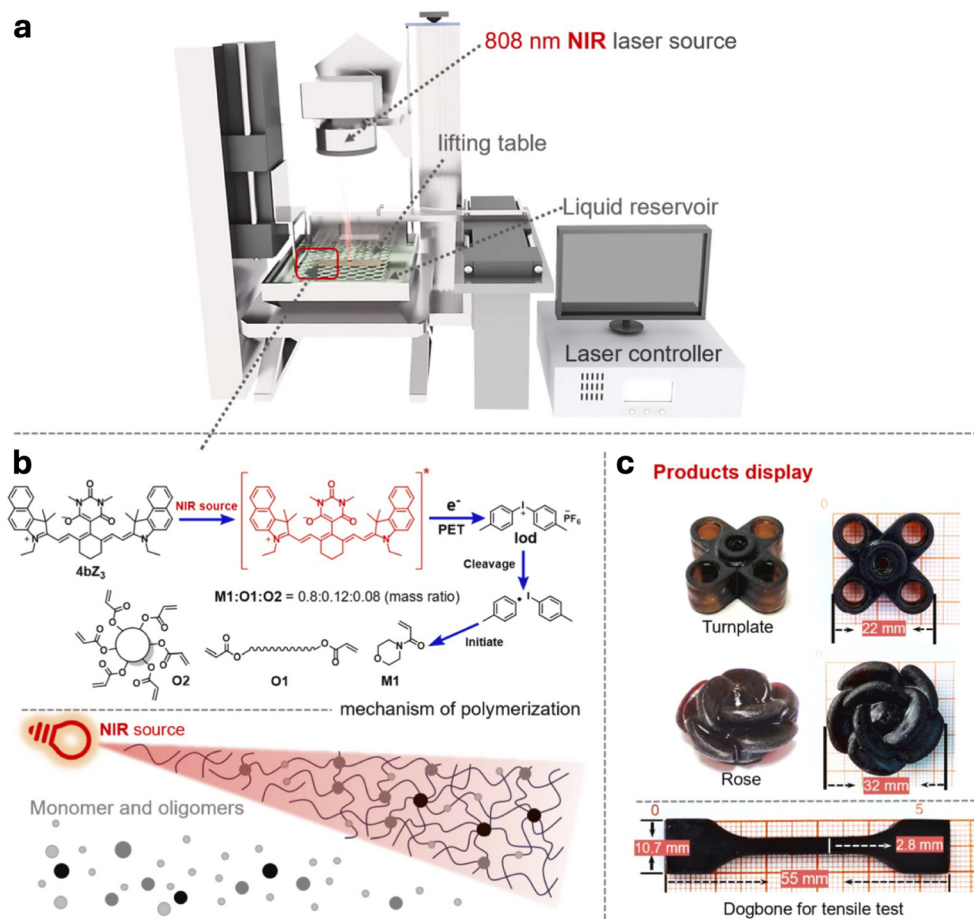 a
808 nm NIR laser source
lifting table
Liquid reservoir
Laser controller
b
4bZ3
NIR source
*
e-
PET
Iod
PF6
Cleavage
M1:O1:O2 = 0.8:0.12:0.08 (mass ratio)
Initiate
O2
O1
M1
mechanism of polymerization
NIR source
Monomer and oligomers
c
Products display
0
Turnplate
22 mm
0
Rose
32 mm
0
5
10.7 mm
2.8 mm
55 mm
Dogbone for tensile test